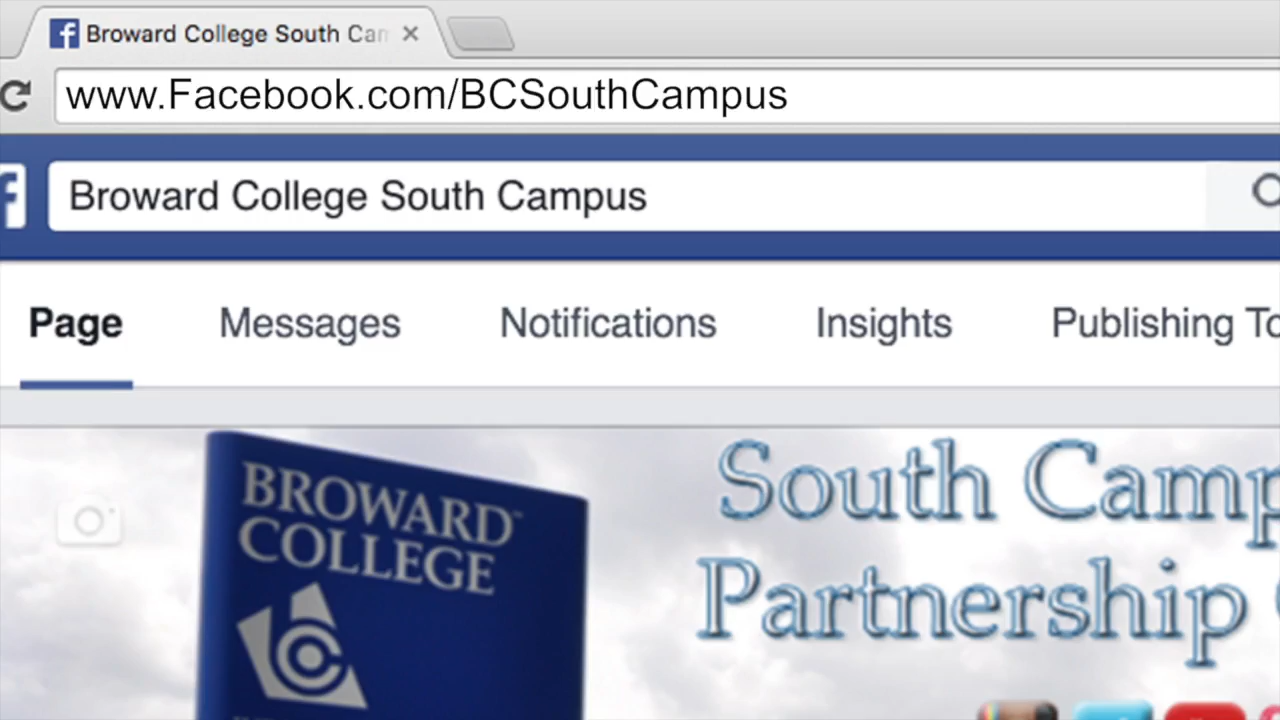 Broward College South Cam
www.Facebook.com/BCSouthCampus
Broward College South Campus
Page Messages Notifications Insights Publishing To
South Camp
Partnership
BROWARD™
COLLEGE